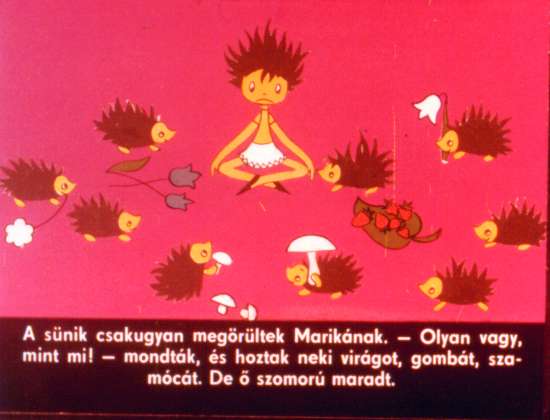 A sünik csakugyan megörültek Marikának. — Olyan vagy,
mint mi! — mondták, és hoztak neki virágot, gombát, sza-
mócát. De ő szomorú maradt.